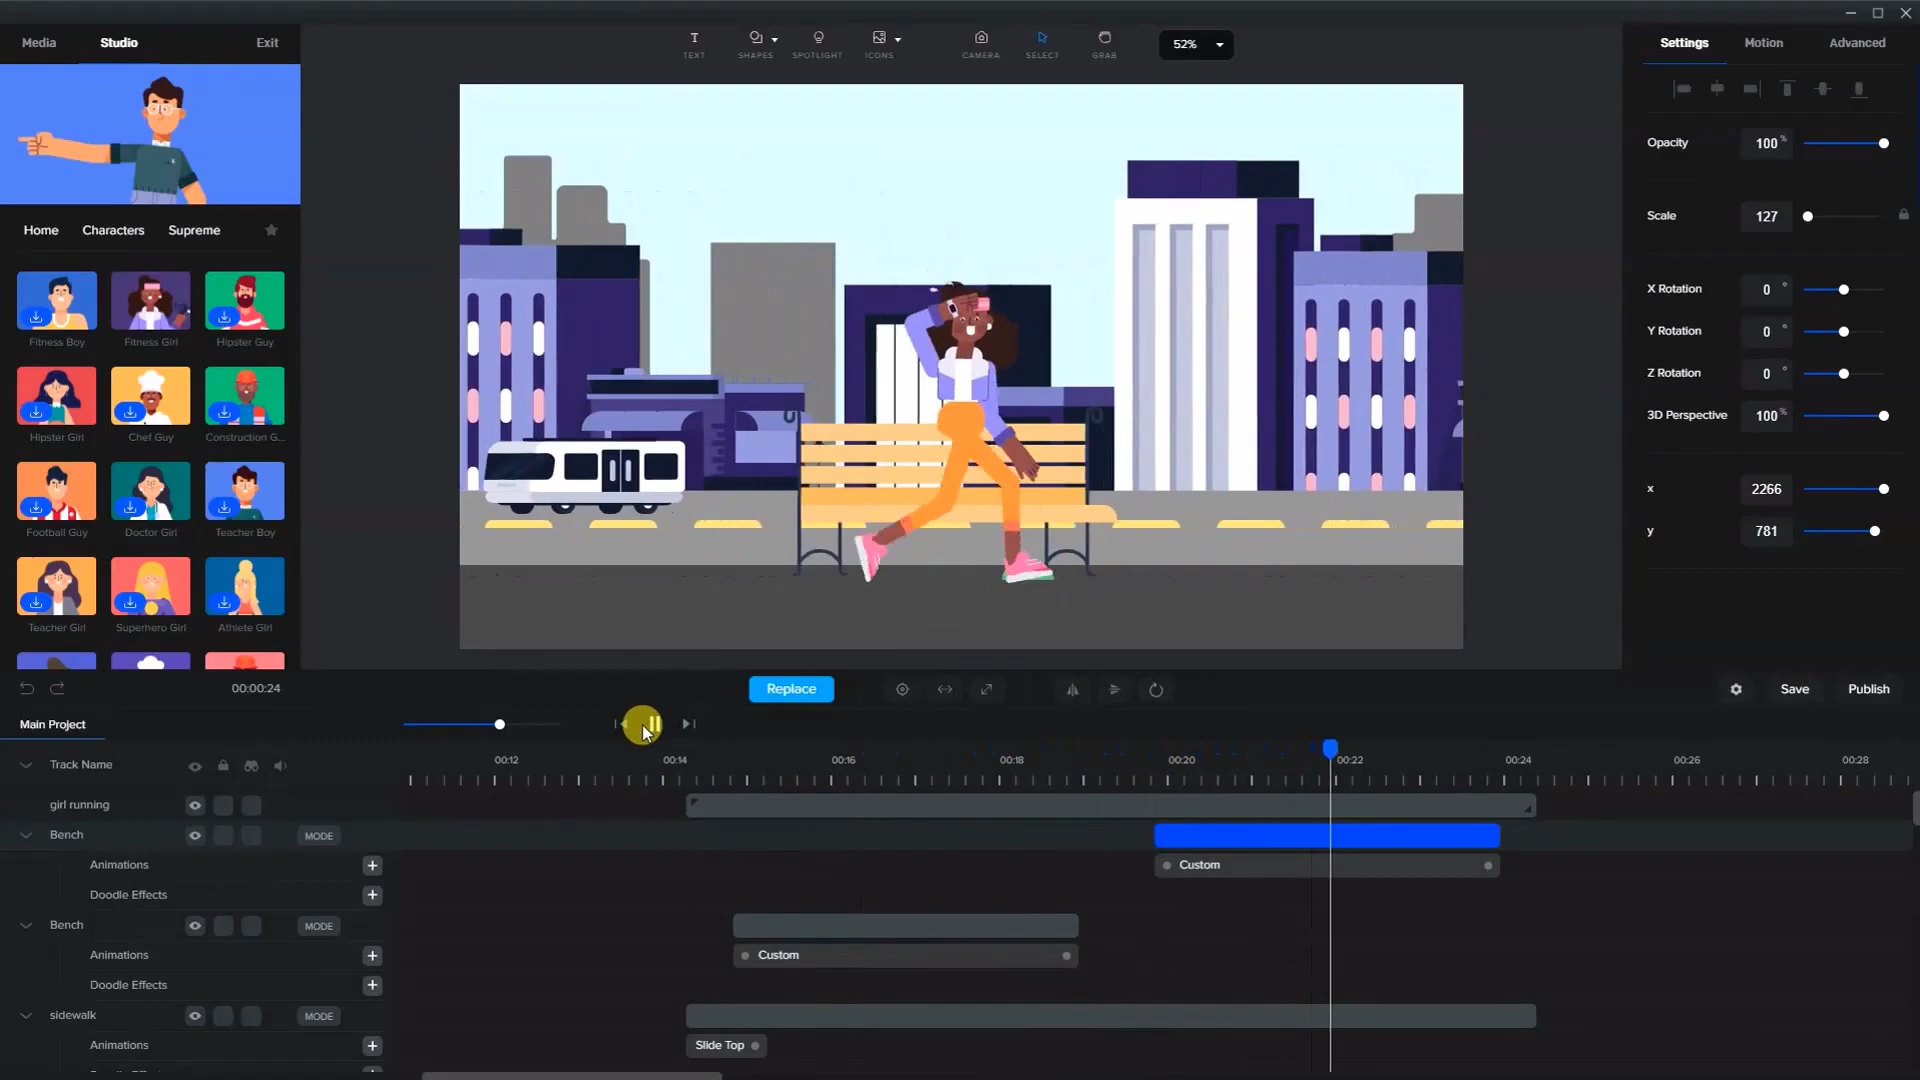 Media
Studio
Exit
TEXT
SHAPES
SPOTLIGHT
ICONS
CAMERA
SELECT
GRAB
52%
Settings
Motion
Advanced
Home
Characters
Supreme
Fitness Boy
Fitness Girl
Hipster Guy
Hipster Girl
Chef Guy
Construction G...
Football Guy
Doctor Girl
Teacher Boy
Teacher Girl
Superhero Girl
Athlete Girl
Opacity 100 %
Scale 127
X Rotation 0 °
Y Rotation 0 °
Z Rotation 0 °
3D Perspective 100 %
x 2266
y 781
00:00:24
Replace
Save
Publish
Main Project
Track Name
00:12 00:14 00:16 00:18 00:20 00:22 00:24 00:26 00:28
girl running
Bench MODE
Animations + Custom
Doodle Effects +
Bench MODE
Animations + Custom
Doodle Effects +
sidewalk MODE
Animations + Slide Top